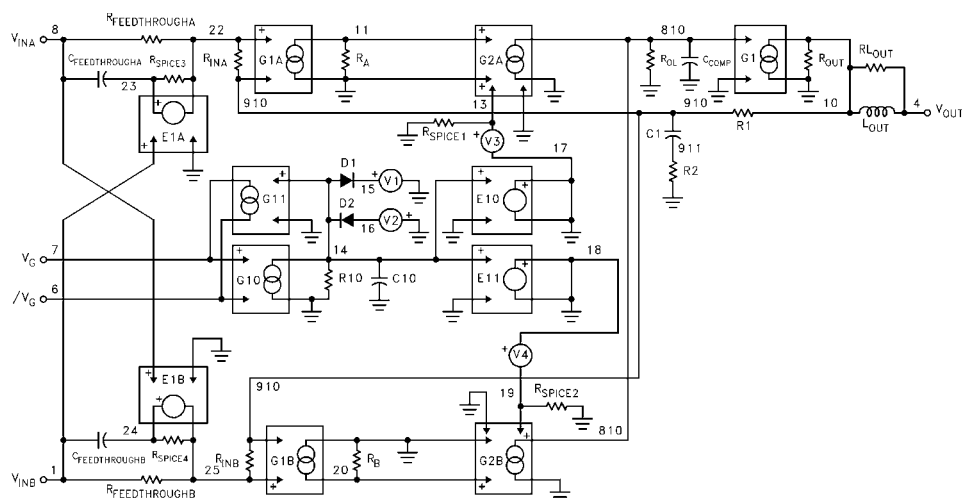 8 RFEEDTHROUGHA 22 11 810
VINA
CFEEDTHROUGHA RSPICE3 RINA + G1A RA + G2A ROL CCOMP + G1 ROUT RLOUT
23 910 13 910 10 4 VOUT
+ E1A + RSPICE1 + V3 17 C1 911 R1 LOUT
R2
G11 + D1 15 V1 + E10 +
D2 16 V2 +
7 14 18
VG
+ G10 R10 C10 + E11 +
6
/VG
+ V4
+ E1B 910 19 RSPICE2 810
+ 24
CFEEDTHROUGHB RSPICE4 RINB G1B RB G2B +
1 25 + 20 +
VINB
RFEEDTHROUGHB